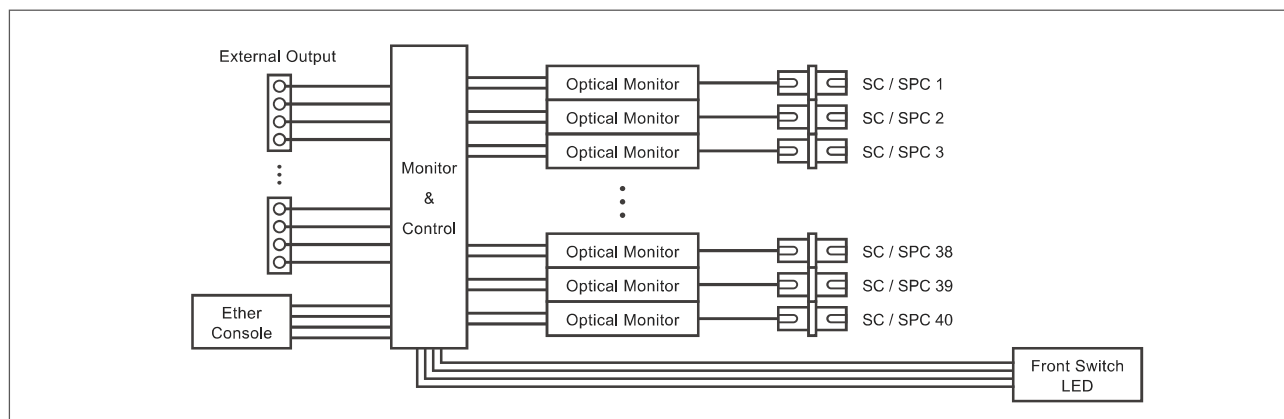 External Output
Monitor
&
Control
Ether
Console
Optical Monitor
Optical Monitor
Optical Monitor
Optical Monitor
Optical Monitor
Optical Monitor
SC / SPC 1
SC / SPC 2
SC / SPC 3
SC / SPC 38
SC / SPC 39
SC / SPC 40
Front Switch
LED